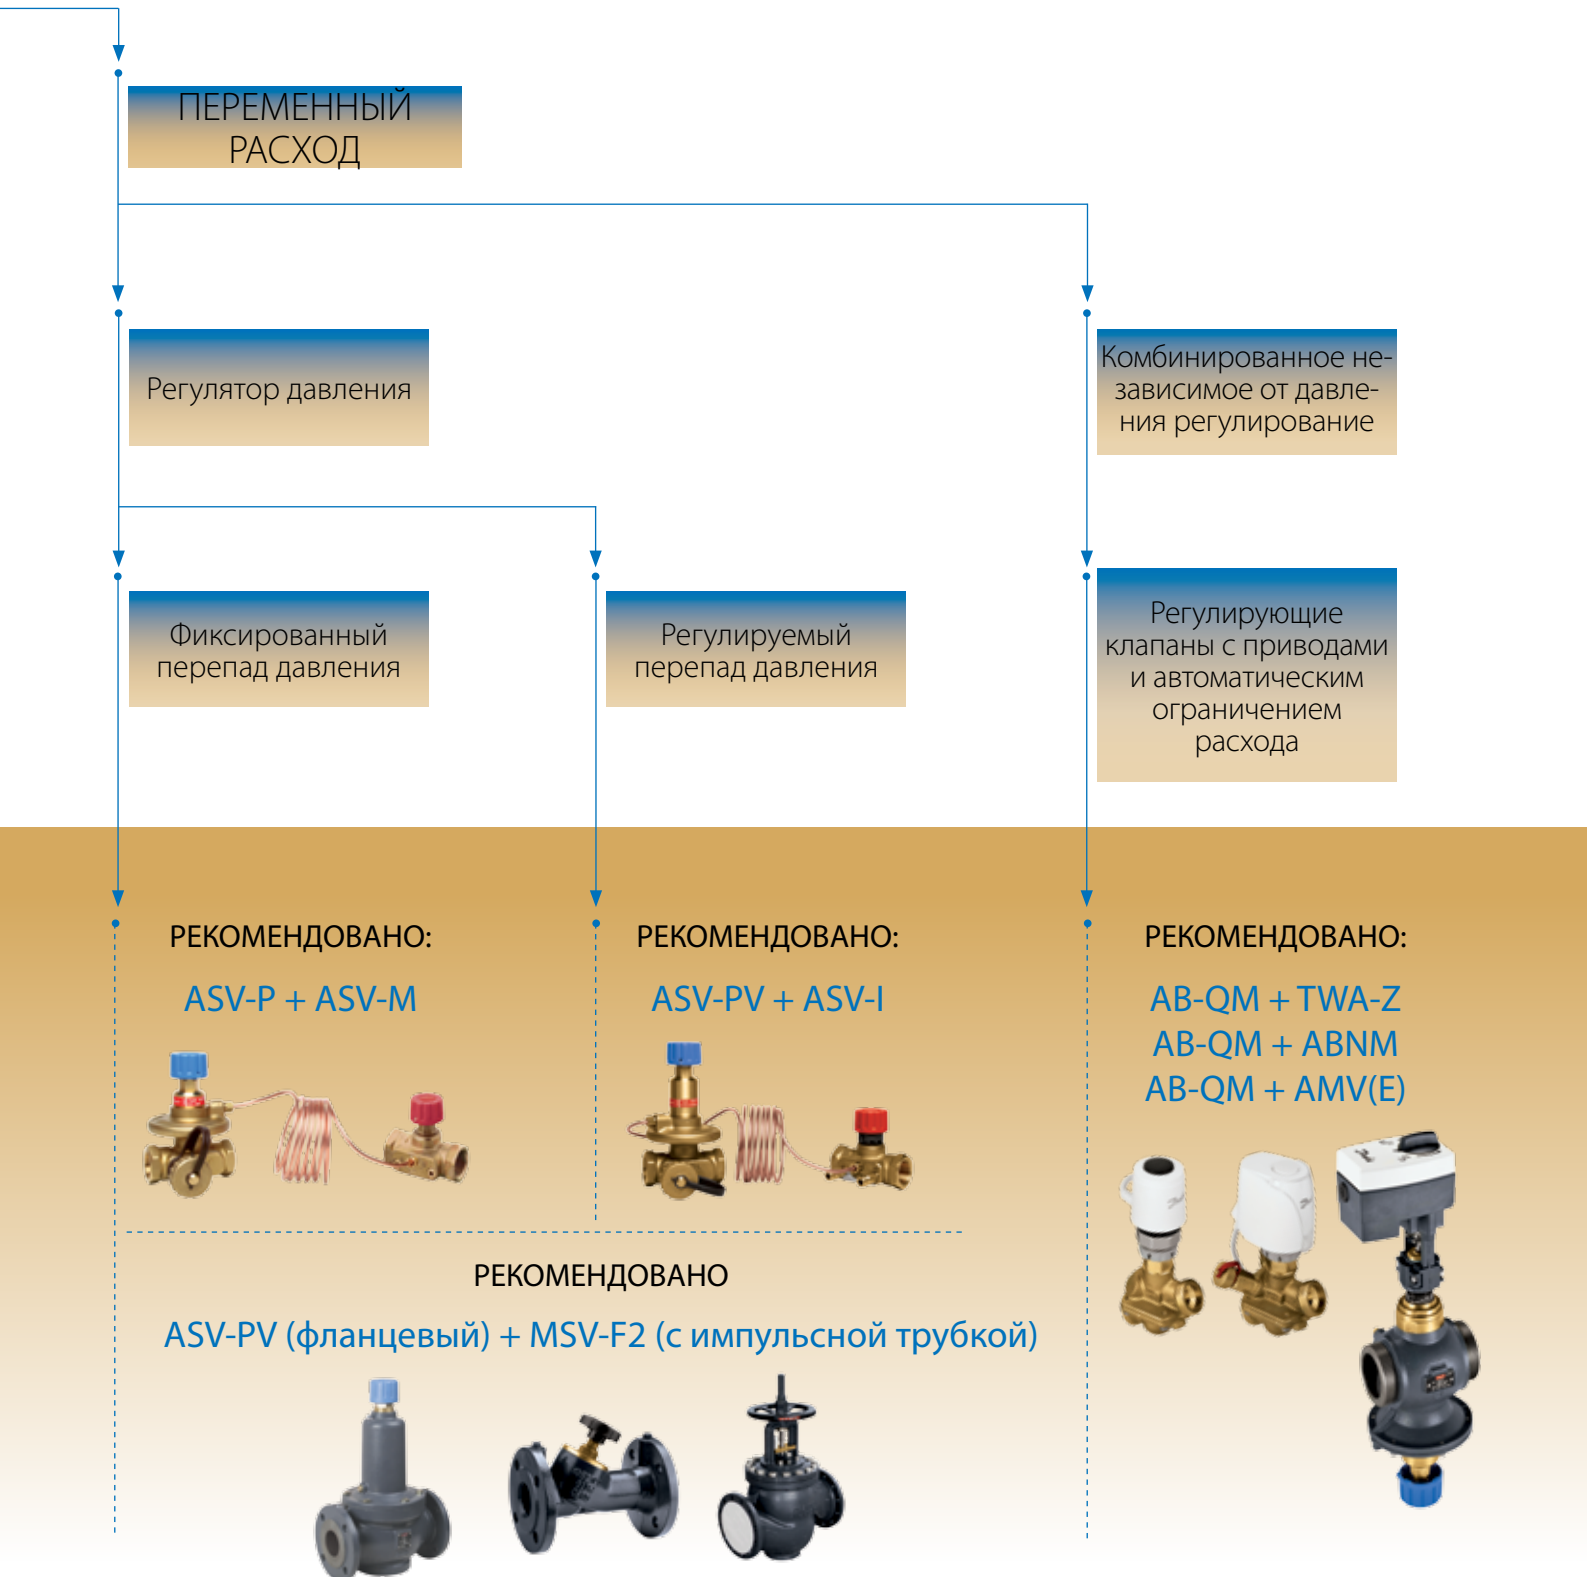 ПЕРЕМЕННЫЙ
РАСХОД
Регулятор давления
Комбинированное не-
зависимое от давле-
ния регулирование
Фиксированный
перепад давления
Регулируемый
перепад давления
Регулирующие
клапаны с приводами
и автоматическим
ограничением
расхода
РЕКОМЕНДОВАНО:
ASV-P + ASV-M
РЕКОМЕНДОВАНО:
ASV-PV + ASV-I
РЕКОМЕНДОВАНО:
AB-QM + TWA-Z
AB-QM + ABNM
AB-QM + AMV(E)
РЕКОМЕНДОВАНО
ASV-PV (фланцевый) + MSV-F2 (с импульсной трубкой)